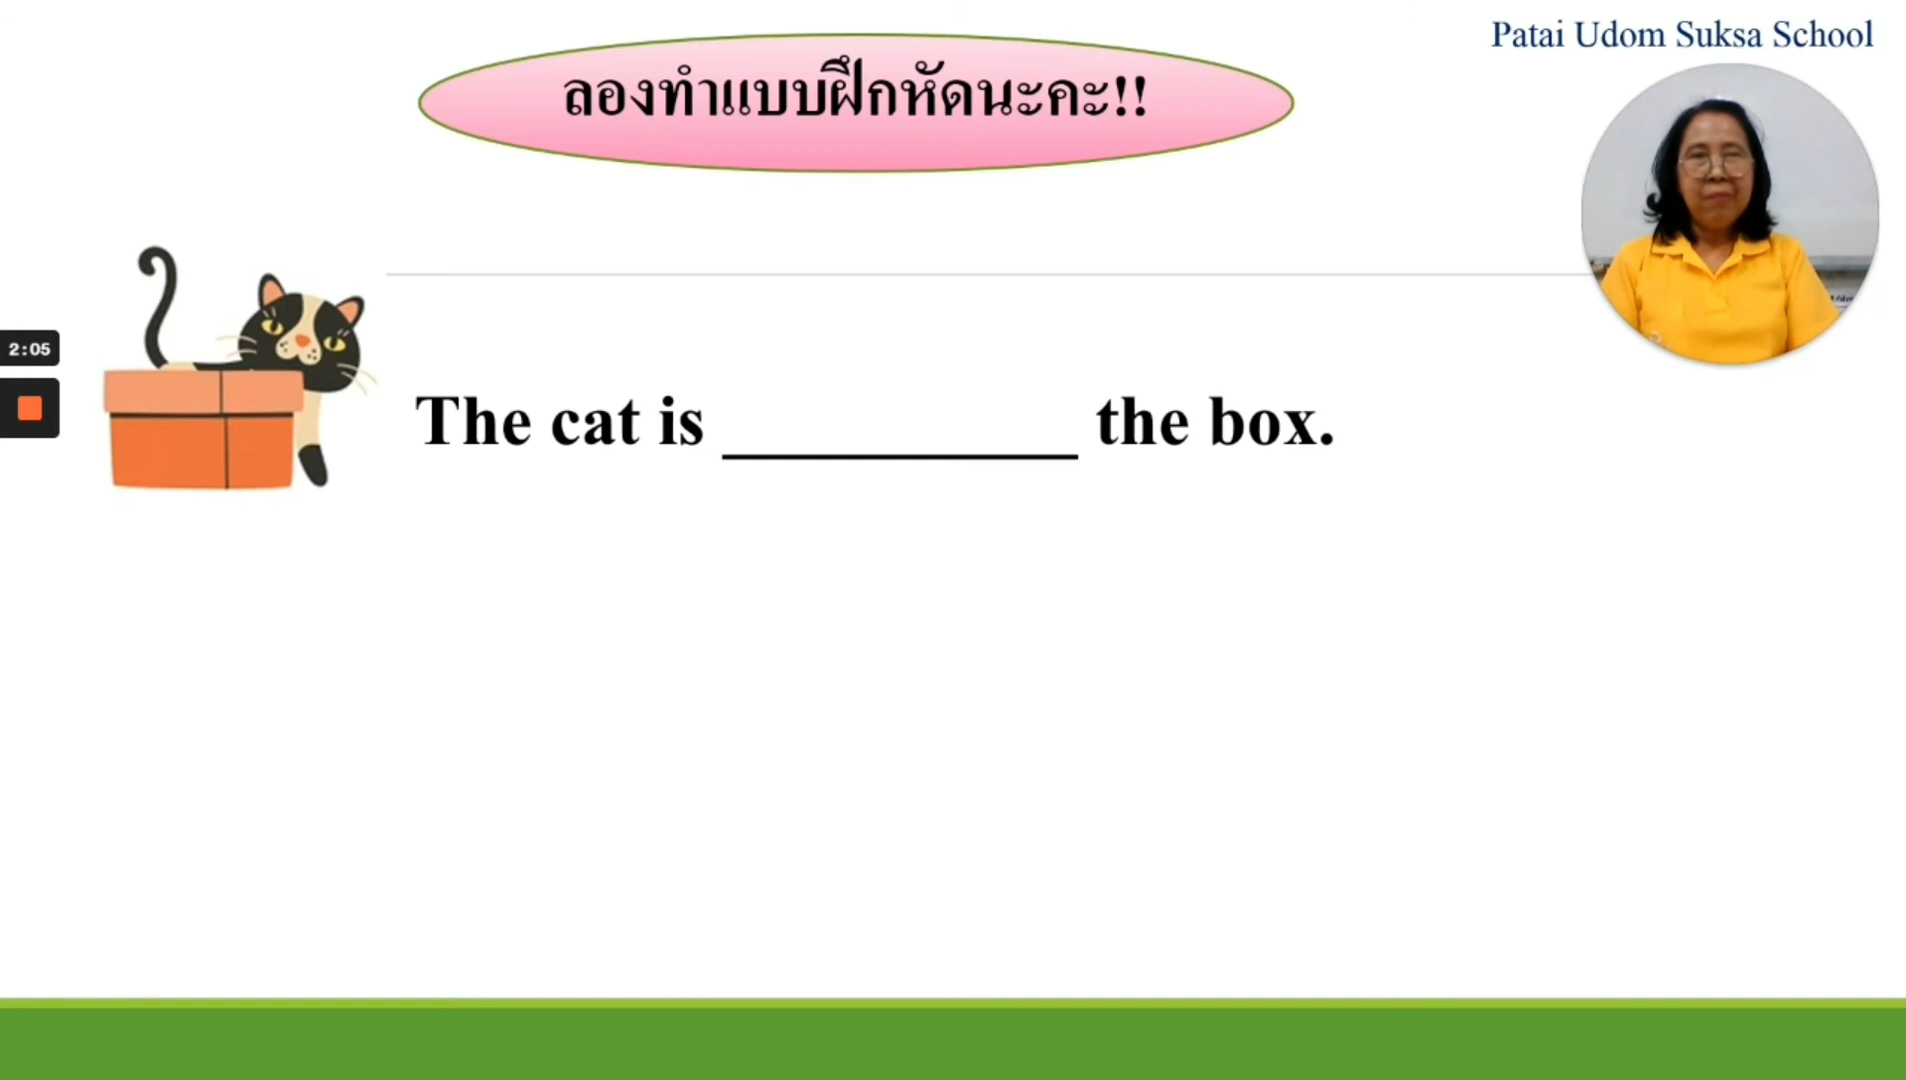 Patai Udom Suksa School
ลองทำแบบฝึกหัดนะคะ!!
2:05
The cat is __________ the box.